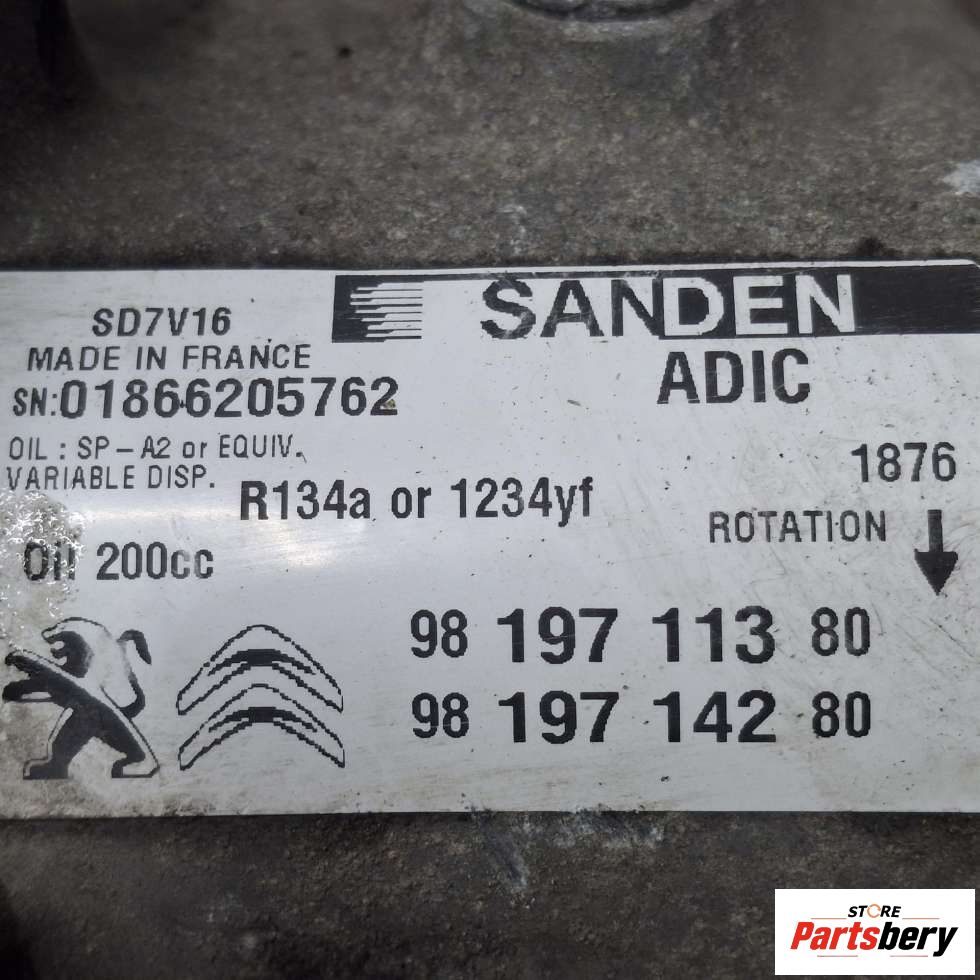 SANDEN
SD7V16
MADE IN FRANCE
ADIC
SN:01866205762
OIL : SP-A2 or EQUIV.
VARIABLE DISP.
1876
R134a or 1234yf
ROTATION
Oil 200cc
98 197 113 80
98 197 142 80
STORE
Partsbery